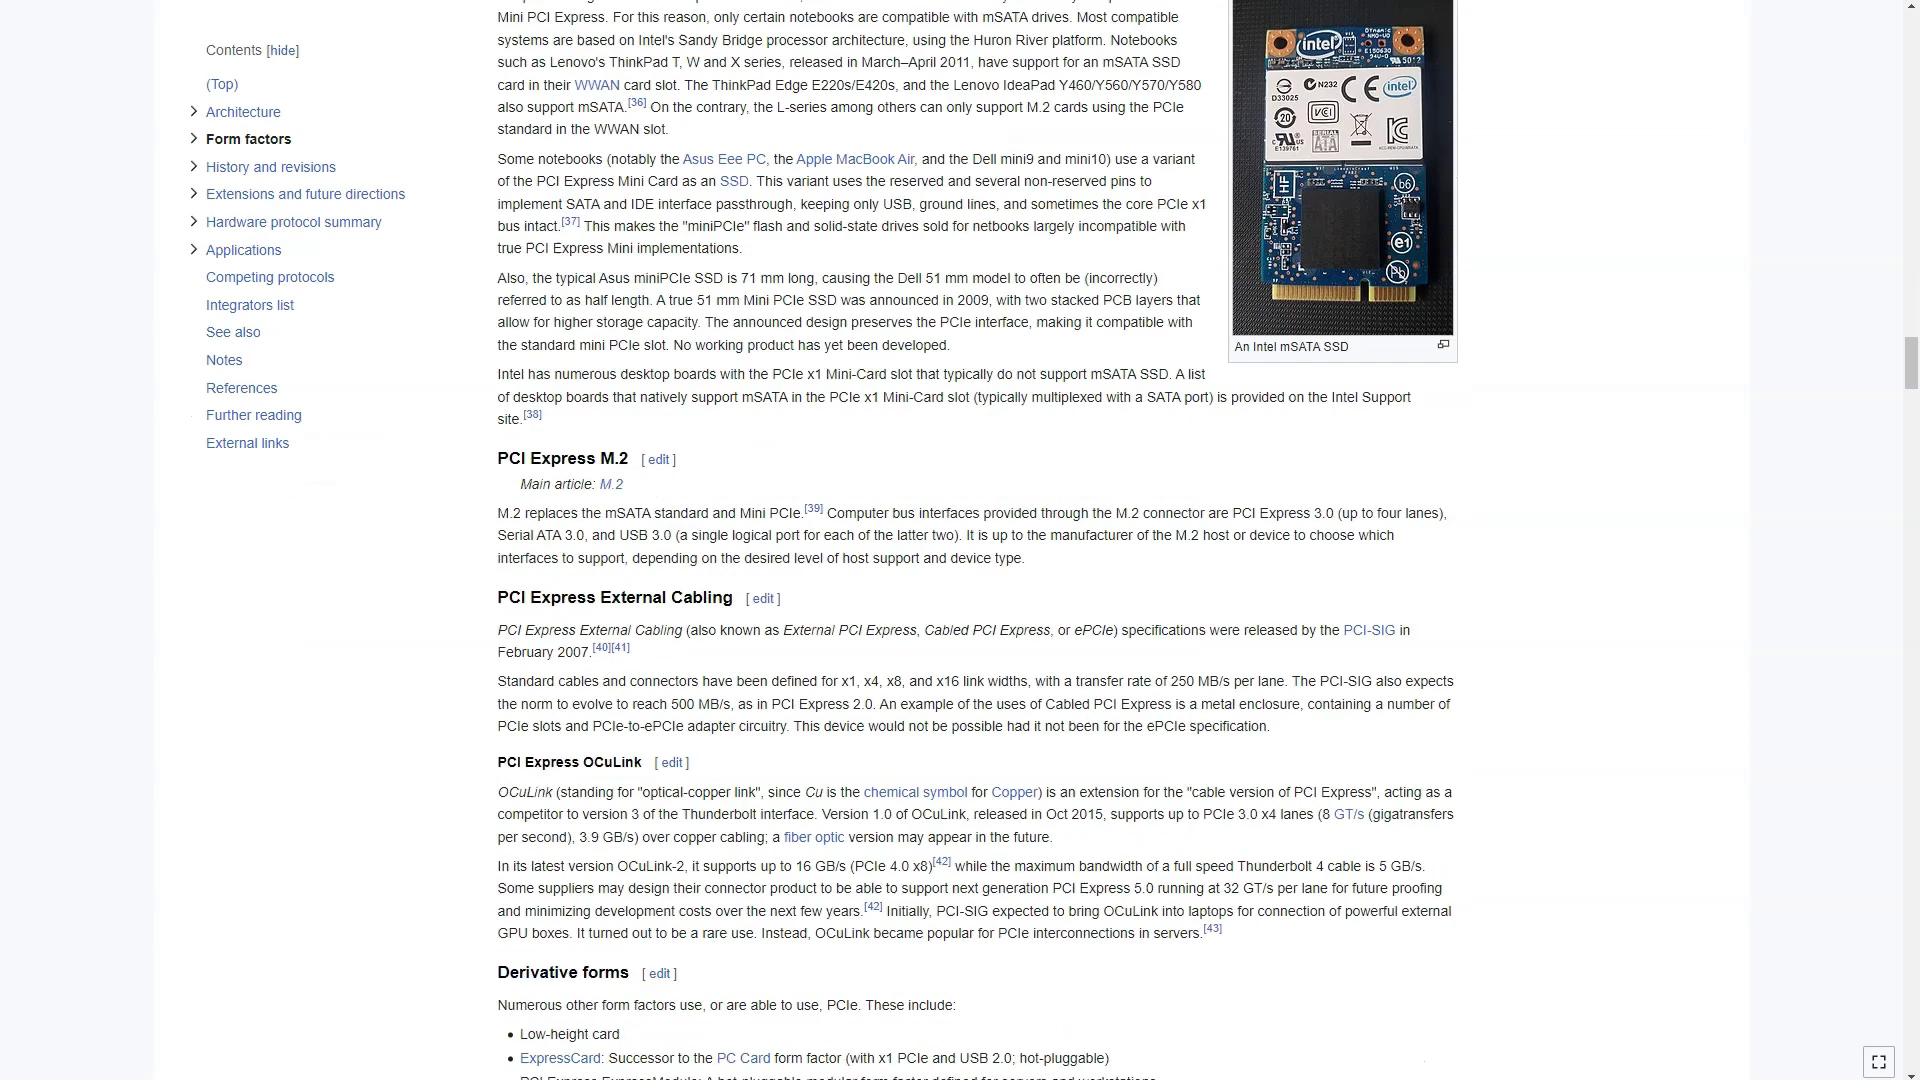 Contents [hide]
(Top)
Architecture
Form factors
History and revisions
Extensions and future directions
Hardware protocol summary
Applications
Competing protocols
Integrators list
See also
Notes
References
Further reading
External links
Mini PCI Express. For this reason, only certain notebooks are compatible with mSATA drives. Most compatible
systems are based on Intel's Sandy Bridge processor architecture, using the Huron River platform. Notebooks
such as Lenovo's ThinkPad T, W and X series, released in March–April 2011, have support for an mSATA SSD
card in their WWAN card slot. The ThinkPad Edge E220s/E420s, and the Lenovo IdeaPad Y460/Y560/Y570/Y580
also support mSATA.[36] On the contrary, the L-series among others can only support M.2 cards using the PCIe
standard in the WWAN slot.
Some notebooks (notably the Asus Eee PC, the Apple MacBook Air, and the Dell mini9 and mini10) use a variant
of the PCI Express Mini Card as an SSD. This variant uses the reserved and several non-reserved pins to
implement SATA and IDE interface passthrough, keeping only USB, ground lines, and sometimes the core PCIe x1
bus intact.[37] This makes the "miniPCIe" flash and solid-state drives sold for netbooks largely incompatible with
true PCI Express Mini implementations.
Also, the typical Asus miniPCIe SSD is 71 mm long, causing the Dell 51 mm model to often be (incorrectly)
referred to as half length. A true 51 mm Mini PCIe SSD was announced in 2009, with two stacked PCB layers that
allow for higher storage capacity. The announced design preserves the PCIe interface, making it compatible with
the standard mini PCIe slot. No working product has yet been developed.
Intel has numerous desktop boards with the PCIe x1 Mini-Card slot that typically do not support mSATA SSD. A list
of desktop boards that natively support mSATA in the PCIe x1 Mini-Card slot (typically multiplexed with a SATA port) is provided on the Intel Support
site.[38]
intel
N232
CE
intel
D33025
20
VCI
SERIAL
ATA
E139761
HF
b6
e1
Pb
An Intel mSATA SSD
PCI Express M.2 [ edit ]
Main article: M.2
M.2 replaces the mSATA standard and Mini PCIe.[39] Computer bus interfaces provided through the M.2 connector are PCI Express 3.0 (up to four lanes),
Serial ATA 3.0, and USB 3.0 (a single logical port for each of the latter two). It is up to the manufacturer of the M.2 host or device to choose which
interfaces to support, depending on the desired level of host support and device type.
PCI Express External Cabling [ edit ]
PCI Express External Cabling (also known as External PCI Express, Cabled PCI Express, or ePCIe) specifications were released by the PCI-SIG in
February 2007.[40][41]
Standard cables and connectors have been defined for x1, x4, x8, and x16 link widths, with a transfer rate of 250 MB/s per lane. The PCI-SIG also expects
the norm to evolve to reach 500 MB/s, as in PCI Express 2.0. An example of the uses of Cabled PCI Express is a metal enclosure, containing a number of
PCIe slots and PCIe-to-ePCIe adapter circuitry. This device would not be possible had it not been for the ePCIe specification.
PCI Express OCuLink [ edit ]
OCuLink (standing for "optical-copper link", since Cu is the chemical symbol for Copper) is an extension for the "cable version of PCI Express", acting as a
competitor to version 3 of the Thunderbolt interface. Version 1.0 of OCuLink, released in Oct 2015, supports up to PCIe 3.0 x4 lanes (8 GT/s (gigatransfers
per second), 3.9 GB/s) over copper cabling; a fiber optic version may appear in the future.
In its latest version OCuLink-2, it supports up to 16 GB/s (PCIe 4.0 x8)[42] while the maximum bandwidth of a full speed Thunderbolt 4 cable is 5 GB/s.
Some suppliers may design their connector product to be able to support next generation PCI Express 5.0 running at 32 GT/s per lane for future proofing
and minimizing development costs over the next few years.[42] Initially, PCI-SIG expected to bring OCuLink into laptops for connection of powerful external
GPU boxes. It turned out to be a rare use. Instead, OCuLink became popular for PCIe interconnections in servers.[43]
Derivative forms [ edit ]
Numerous other form factors use, or are able to use, PCIe. These include:
• Low-height card
• ExpressCard: Successor to the PC Card form factor (with x1 PCIe and USB 2.0; hot-pluggable)